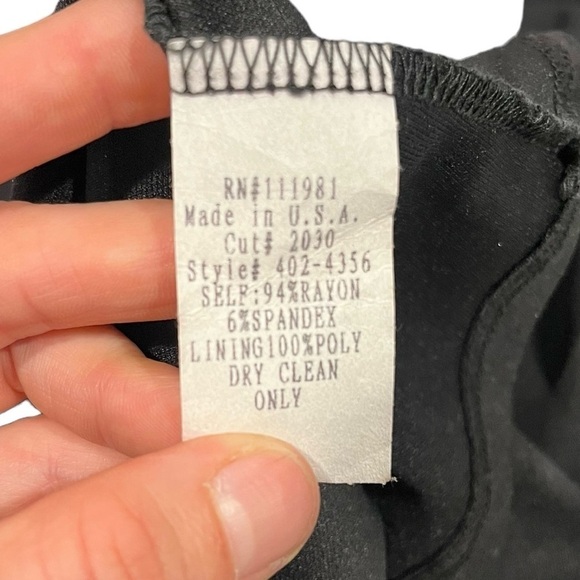 RN#111981
Made in U.S.A.
Cut# 2030
Style# 402-4356
SELF:94%RAYON
6%SPANDEX
LINING100%POLY
DRY CLEAN
ONLY